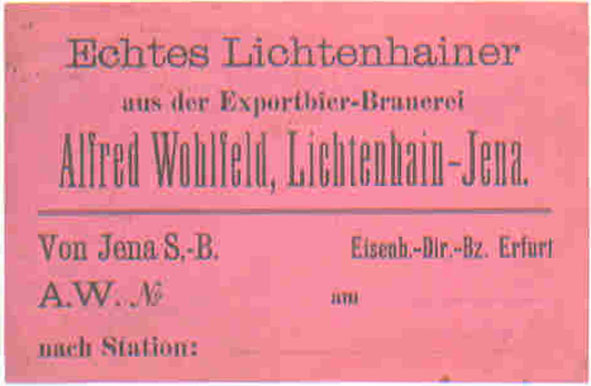 Echtes Lichtenhainer
aus der Exportbier-Brauerei
Alfred Wohlfeld, Lichtenhain-Jena.
Von Jena S.-B. Eisenb.-Dir.-Bz. Erfurt
A.W. № am
nach Station: